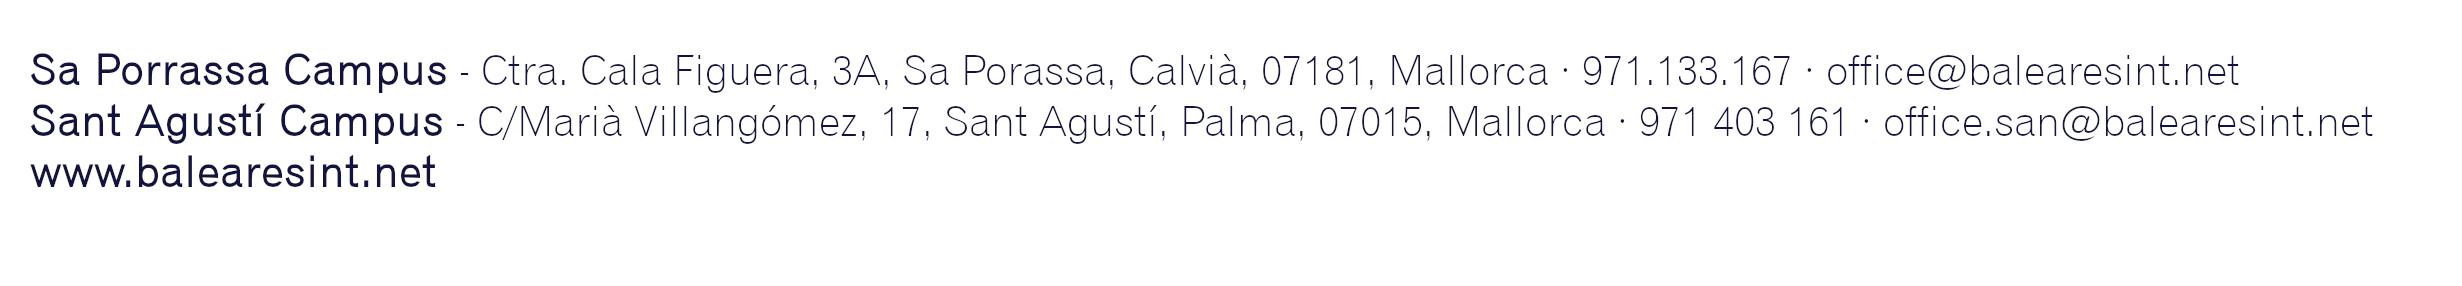 Sa Porrassa Campus - Ctra. Cala Figuera, 3A, Sa Porassa, Calvià, 07181, Mallorca · 971.133.167 · office@balearesint.net
Sant Agustí Campus - C/Marià Villangómez, 17, Sant Agustí, Palma, 07015, Mallorca · 971 403 161 · office.san@balearesint.net
www.balearesint.net